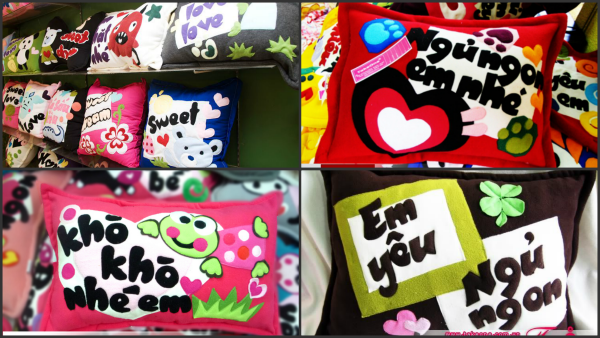 love
love
Sweet
love
Sweet
Dream
Sweet
Ngủ ngon
em nhé
yêu
em
khò
khò
nhé em
bé
Em
yêu
Ngủ
ngon